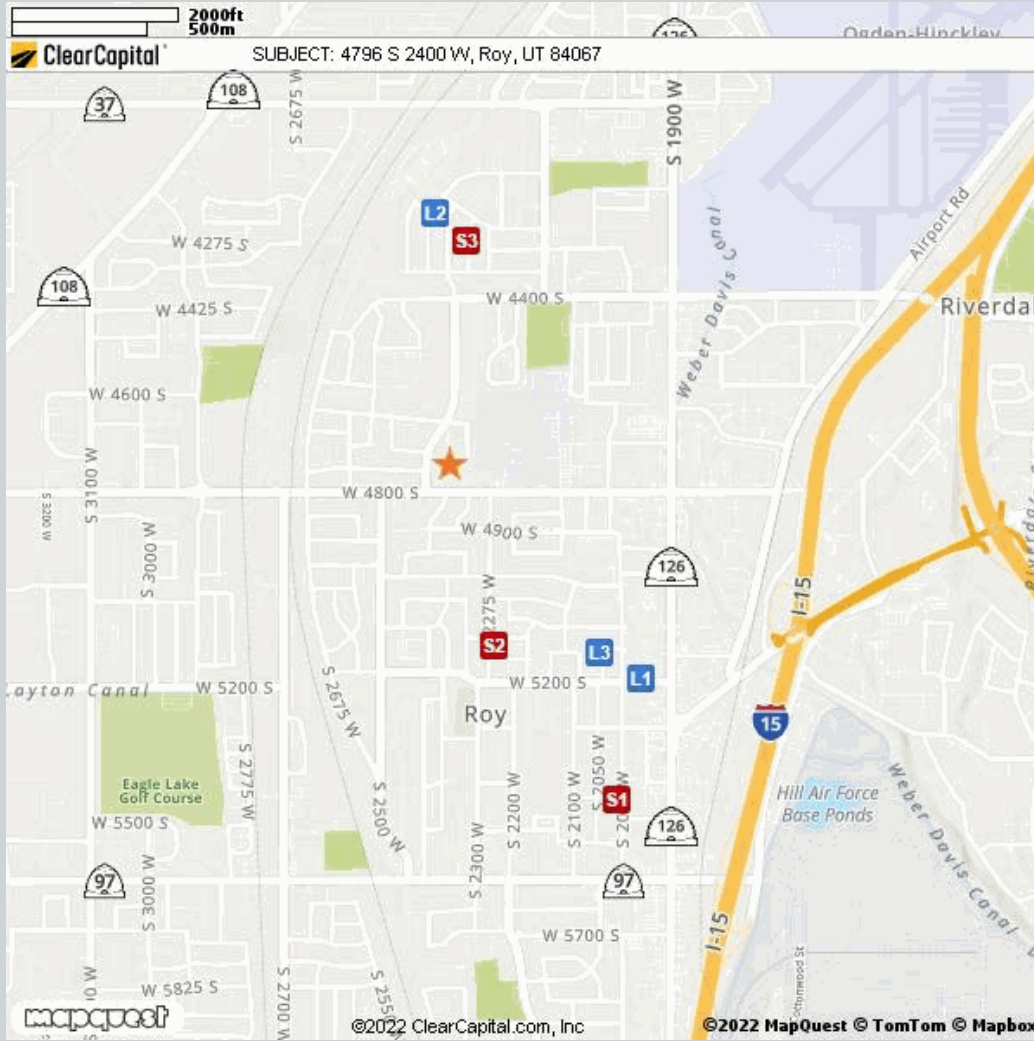 2000ft
500m
ClearCapital
SUBJECT: 4796 S 2400 W, Roy, UT 84067
126
Ogden-Hinckley
37
108
S 2675 W
S 1900 W
L2
S3
W 4275 S
Weber Davis Canal
Airport Rd
108
W 4425 S
W 4400 S
Riverdal
W 4600 S
S 3100 W
W 4800 S
S 3200 W
S 3000 W
W 4900 S
126
I-15
2275 W
S2
L3
L1
Layton Canal
W 5200 S
S 2675 W
W 5200 S
Roy
15
S 2775 W
Eagle Lake
Golf Course
S 2500 W
S 2200 W
S 2100 W
S 2050 W
S1
Hill Air Force
Base Ponds
Weber Davis Canal
W 5500 S
126
97
S 3000 W
S 2300 W
97
I-15
W 5700 S
W 5825 S
S 2700 W
mapquest
©2022 ClearCapital.com, Inc
©2022 MapQuest © TomTom © Mapbox